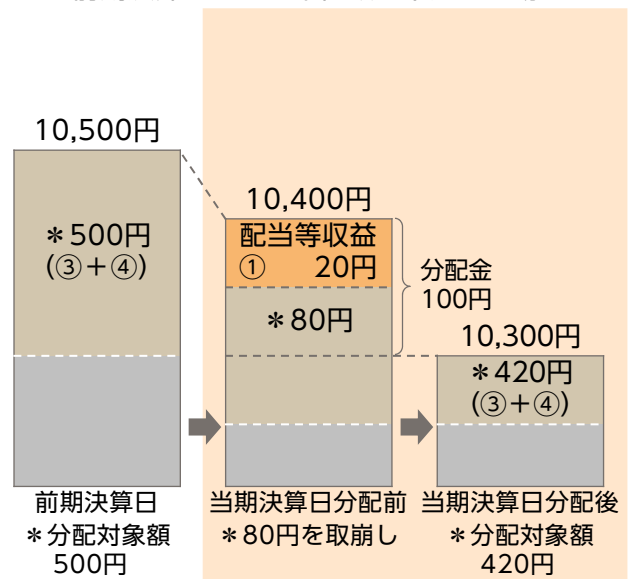 10,500円
＊500円
(③＋④)
10,400円
配当等収益
① 20円
＊80円
分配金
100円
10,300円
＊420円
(③＋④)
前期決算日
＊分配対象額
500円
当期決算日分配前
＊80円を取崩し
当期決算日分配後
＊分配対象額
420円